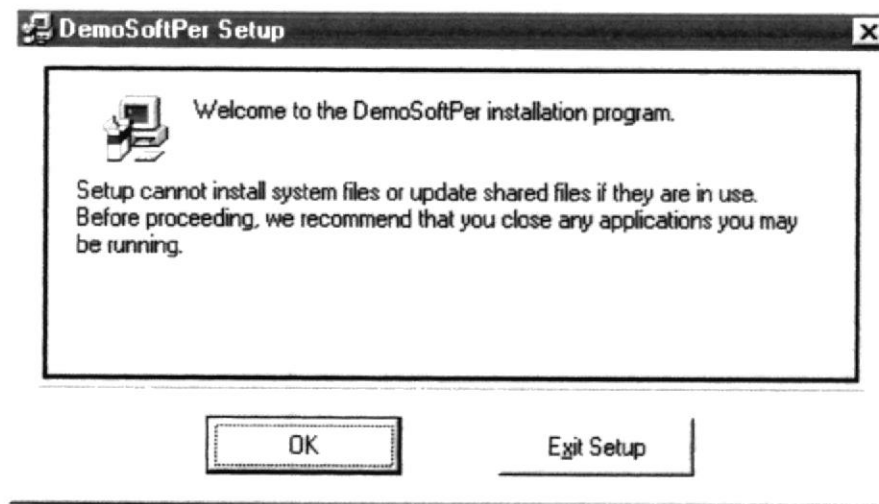 DemoSoftPer Setup
Welcome to the DemoSoftPer installation program.
Setup cannot install system files or update shared files if they are in use.
Before proceeding, we recommend that you close any applications you may
be running.
OK
Exit Setup